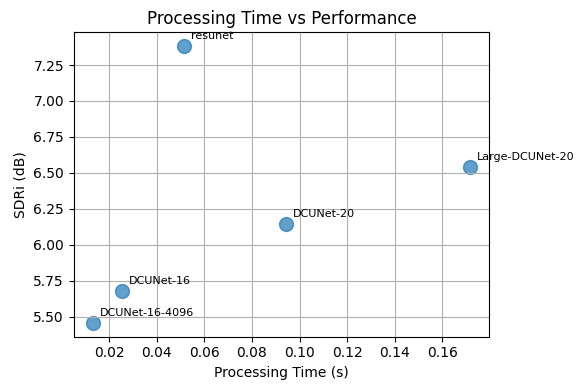 Processing Time vs Performance
resunet
7.25
7.00
6.75
Large-DCUNet-20
6.50
SDRi (dB)
6.25
DCUNet-20
6.00
5.75
DCUNet-16
5.50
DCUNet-16-4096
0.02 0.04 0.06 0.08 0.10 0.12 0.14 0.16
Processing Time (s)